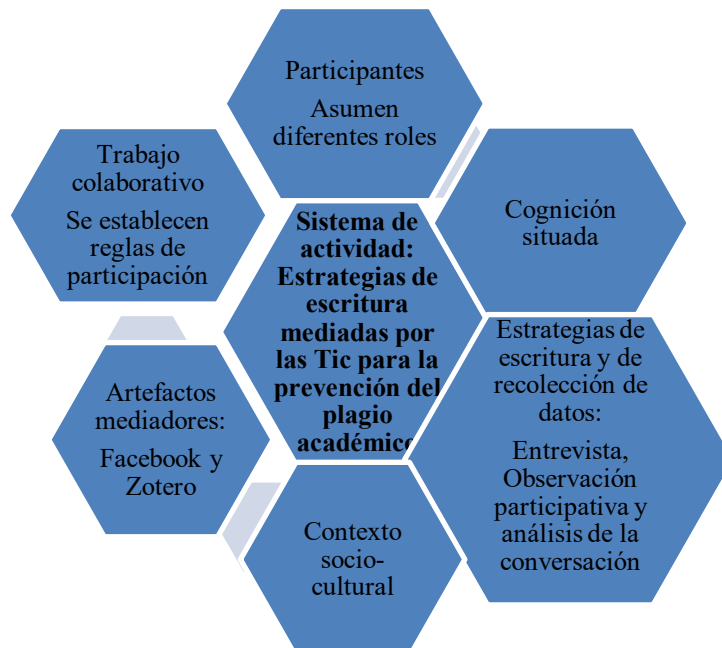 Participantes
Asumen
diferentes roles
Trabajo
colaborativo
Se establecen
reglas de
participación
Cognición
situada
Sistema de
actividad:
Estrategias de
escritura
mediadas por
las Tic para la
prevención del
plagio
académico
Estrategias de
escritura y de
recolección de
datos:
Entrevista,
Observación
participativa y
análisis de la
conversación
Artefactos
mediadores:
Facebook y
Zotero
Contexto
socio-
cultural